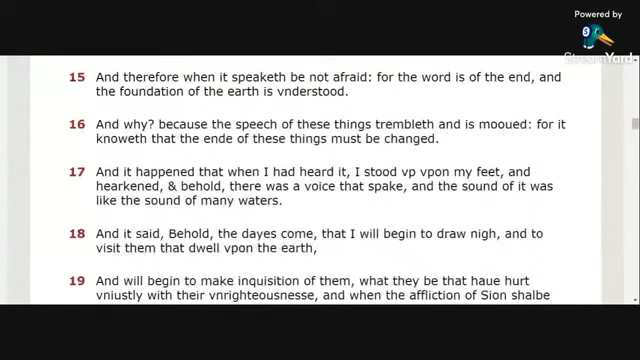 Powered by
StreamYard
15 And therefore when it speaketh be not afraid: for the word is of the end, and
the foundation of the earth is vnderstood.
16 And why? because the speech of these things trembleth and is mooued: for it
knoweth that the ende of these things must be changed.
17 And it happened that when I had heard it, I stood vp vpon my feet, and
hearkened, & behold, there was a voice that spake, and the sound of it was
like the sound of many waters.
18 And it said, Behold, the dayes come, that I will begin to draw nigh, and to
visit them that dwell vpon the earth,
19 And will begin to make inquisition of them, what they be that haue hurt
vniustly with their vnrighteousnesse, and when the affliction of Sion shalbe